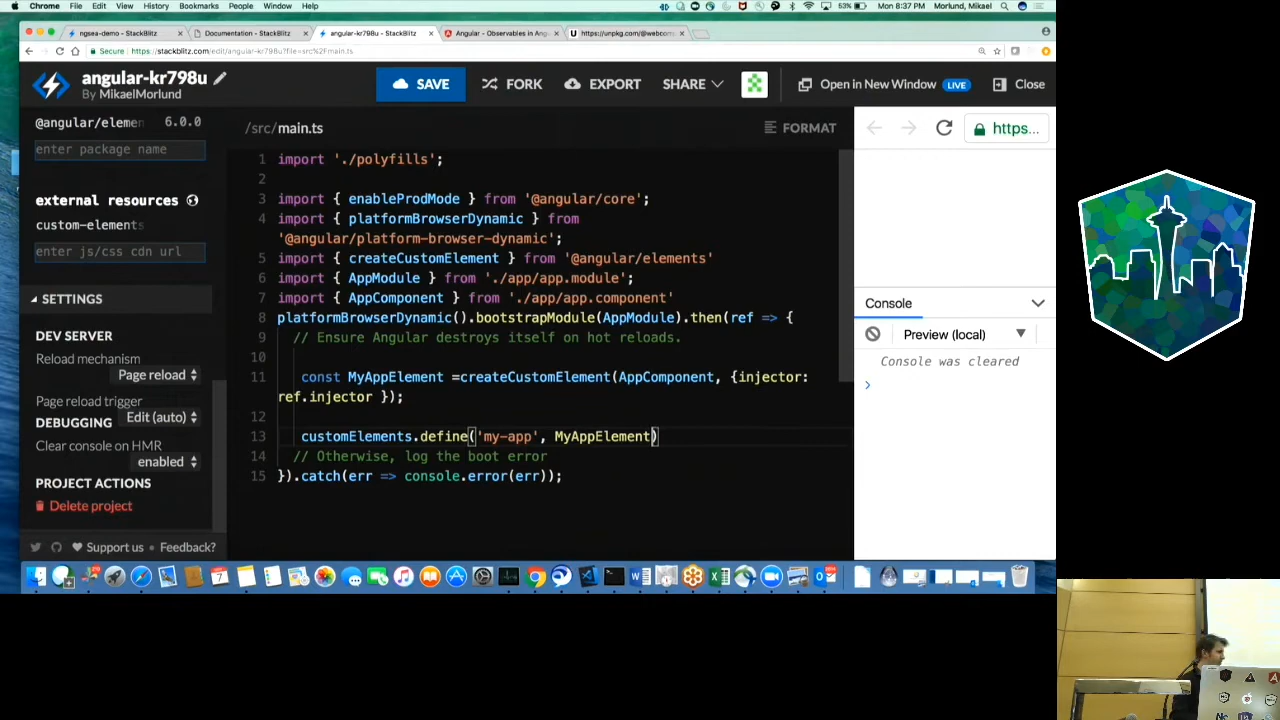 Chrome File Edit View History Bookmarks People Window Help
53% Mon 8:37 PM Morlund, Mikael
ngsea-demo - StackBlitz
Documentation - StackBlitz
angular-kr798u - StackBlitz
Angular - Observables in Ang
https://unpkg.com/@webcom
Secure https://stackblitz.com/edit/angular-kr798u?file=src%2Fmain.ts
angular-kr798u
By MikaelMorlund
SAVE
FORK
EXPORT
SHARE
Open in New Window LIVE
Close
@angular/elemen 6.0.0
enter package name
external resources
custom-elements
enter js/css cdn url
SETTINGS
DEV SERVER
Reload mechanism
Page reload
Page reload trigger
Edit (auto)
DEBUGGING
Clear console on HMR
enabled
PROJECT ACTIONS
Delete project
Support us • Feedback?
/src/main.ts
FORMAT
1 import './polyfills';
2
3 import { enableProdMode } from '@angular/core';
4 import { platformBrowserDynamic } from
'@angular/platform-browser-dynamic';
5 import { createCustomElement } from '@angular/elements'
6 import { AppModule } from './app/app.module';
7 import { AppComponent } from './app/app.component'
8 platformBrowserDynamic().bootstrapModule(AppModule).then(ref => {
9 // Ensure Angular destroys itself on hot reloads.
10
11 const MyAppElement =createCustomElement(AppComponent, {injector:
ref.injector });
12
13 customElements.define('my-app', MyAppElement)
14 // Otherwise, log the boot error
15 }).catch(err => console.error(err));
https...
Console
Preview (local)
Console was cleared